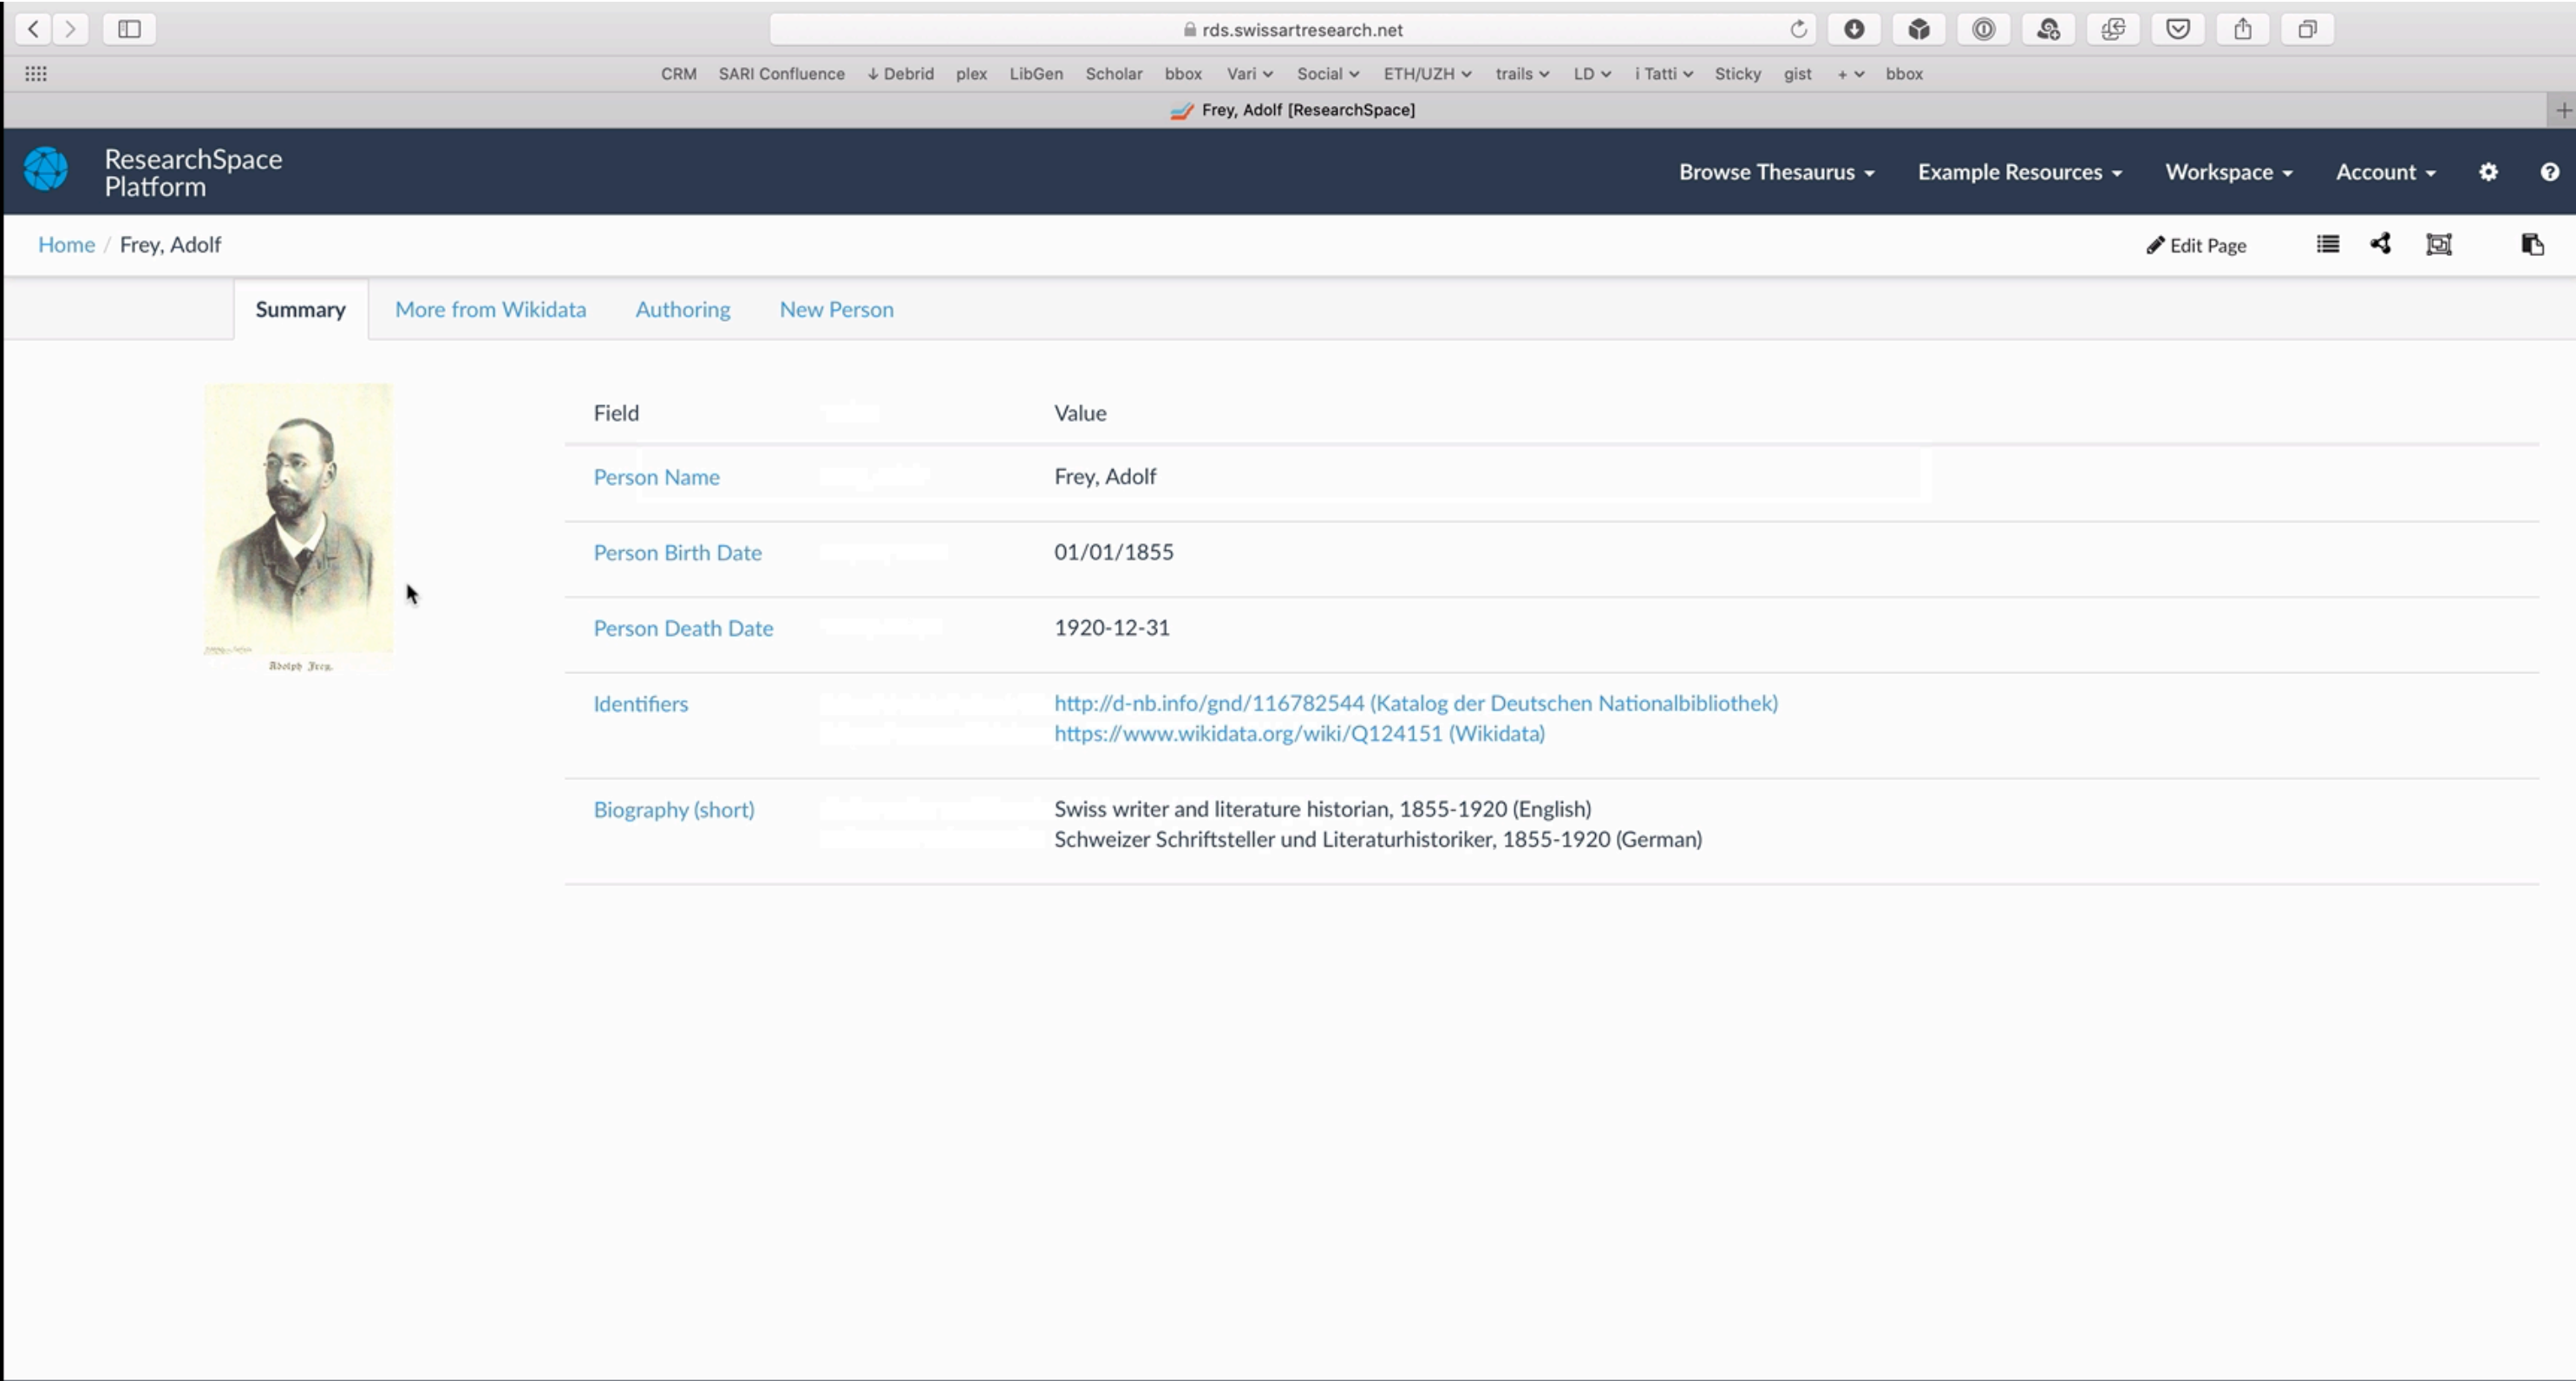 rds.swissartresearch.net
CRM SARI Confluence ↓ Debrid plex LibGen Scholar bbox Vari Social ETH/UZH trails LD i Tatti Sticky gist + bbox
Frey, Adolf [ResearchSpace]
ResearchSpace
Platform
Browse Thesaurus Example Resources Workspace Account
Home / Frey, Adolf
Edit Page
Summary More from Wikidata Authoring New Person
Adolph Frey.
Field Value
Person Name Frey, Adolf
Person Birth Date 01/01/1855
Person Death Date 1920-12-31
Identifiers http://d-nb.info/gnd/116782544 (Katalog der Deutschen Nationalbibliothek)
https://www.wikidata.org/wiki/Q124151 (Wikidata)
Biography (short) Swiss writer and literature historian, 1855-1920 (English)
Schweizer Schriftsteller und Literaturhistoriker, 1855-1920 (German)